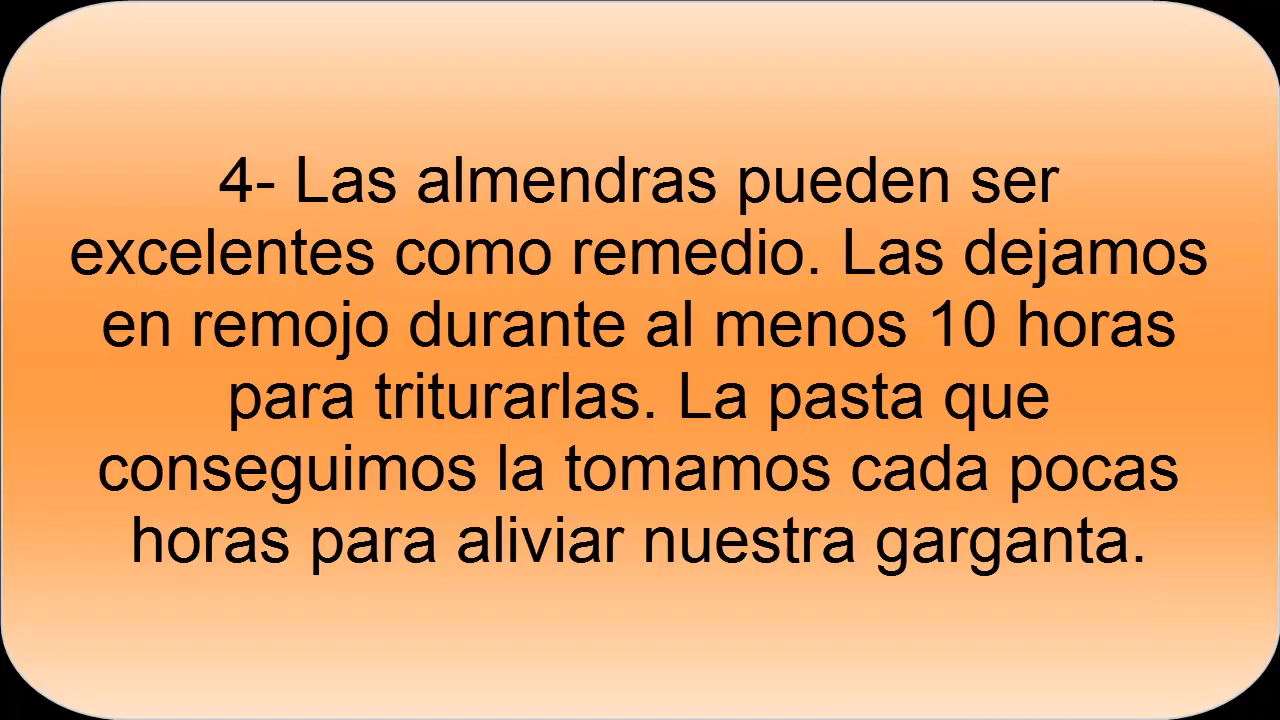 4- Las almendras pueden ser
excelentes como remedio. Las dejamos
en remojo durante al menos 10 horas
para triturarlas. La pasta que
conseguimos la tomamos cada pocas
horas para aliviar nuestra garganta.